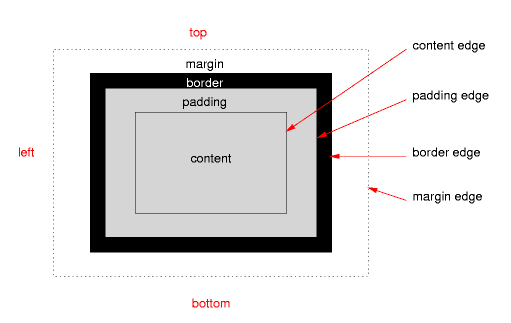 top
content edge
margin
border
padding edge
padding
left
content
border edge
margin edge
bottom